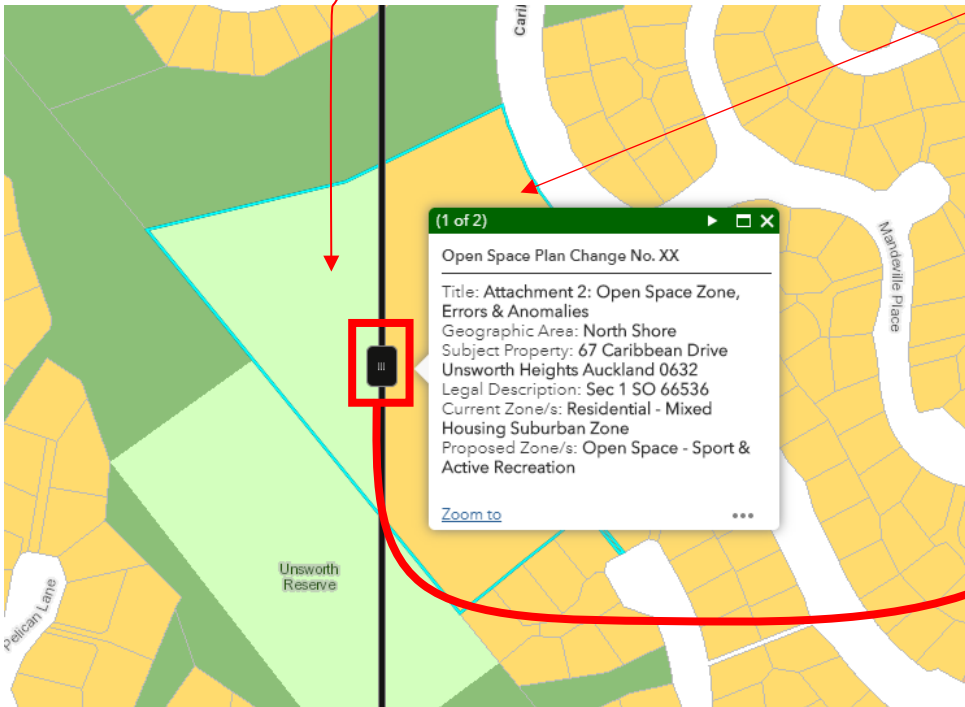 Cari
(1 of 2)
Open Space Plan Change No. XX
Title: Attachment 2: Open Space Zone,
Errors & Anomalies
Geographic Area: North Shore
Subject Property: 67 Caribbean Drive
Unsworth Heights Auckland 0632
Legal Description: Sec 1 SO 66536
Current Zone/s: Residential - Mixed
Housing Suburban Zone
Proposed Zone/s: Open Space - Sport &
Active Recreation
Zoom to
Mandeville Place
Unsworth
Reserve
Pelican Lane